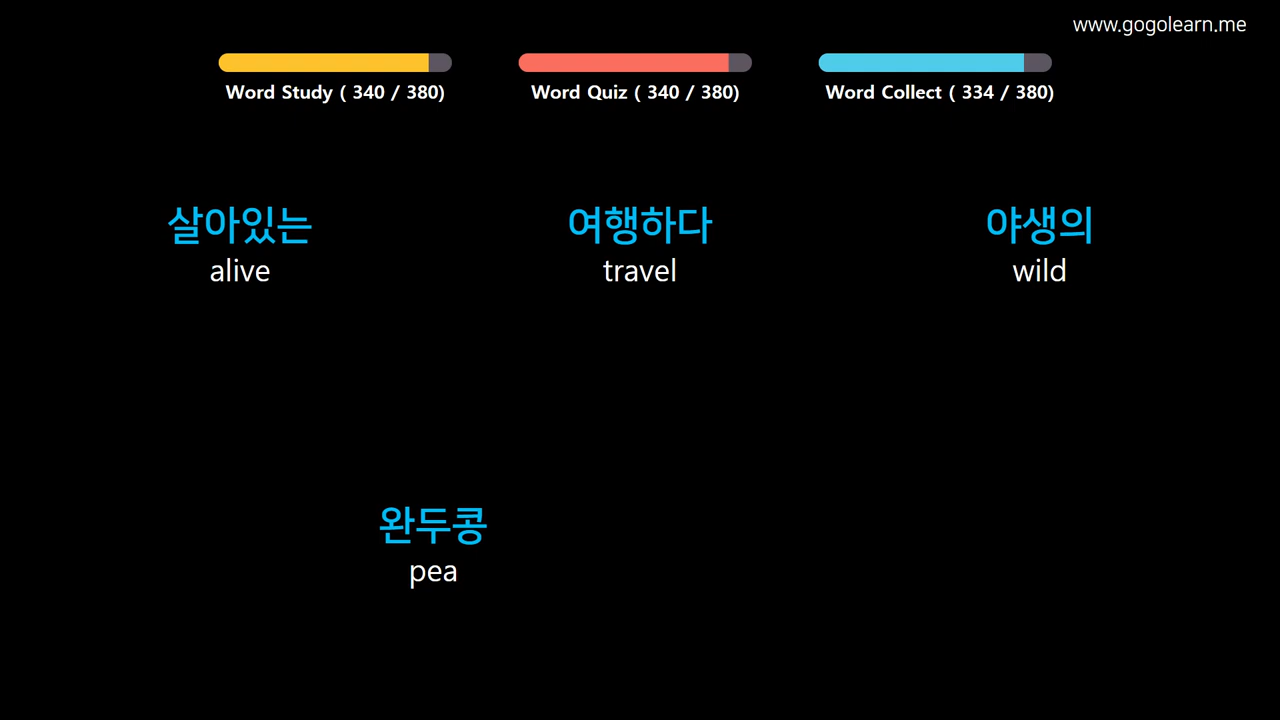 www.gogolearn.me
Word Study ( 340 / 380)
Word Quiz ( 340 / 380)
Word Collect ( 334 / 380)
살아있는
alive
여행하다
travel
야생의
wild
완두콩
pea